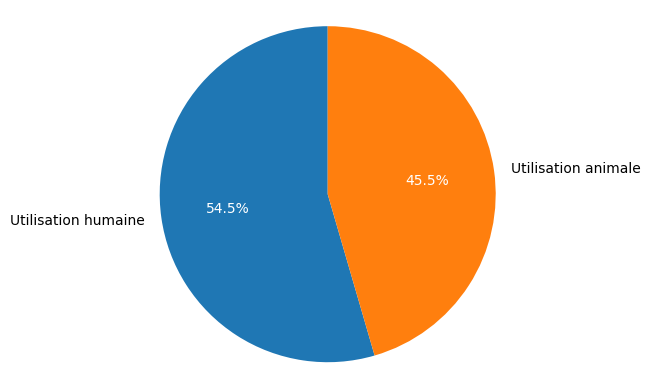 Utilisation animale
45.5%
54.5%
Utilisation humaine